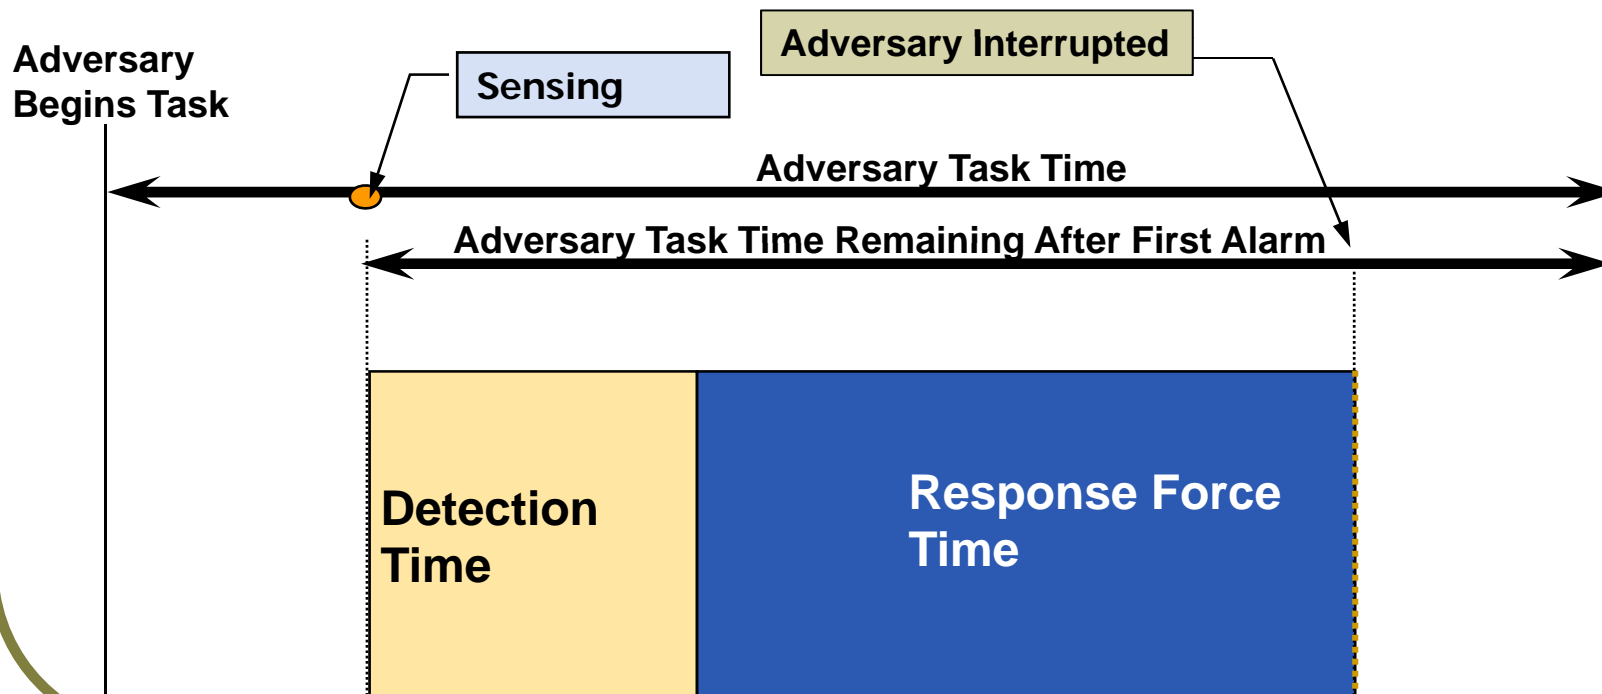 Adversary
Begins Task
Sensing
Adversary Interrupted
Adversary Task Time
Adversary Task Time Remaining After First Alarm
Detection
Time
Response Force
Time